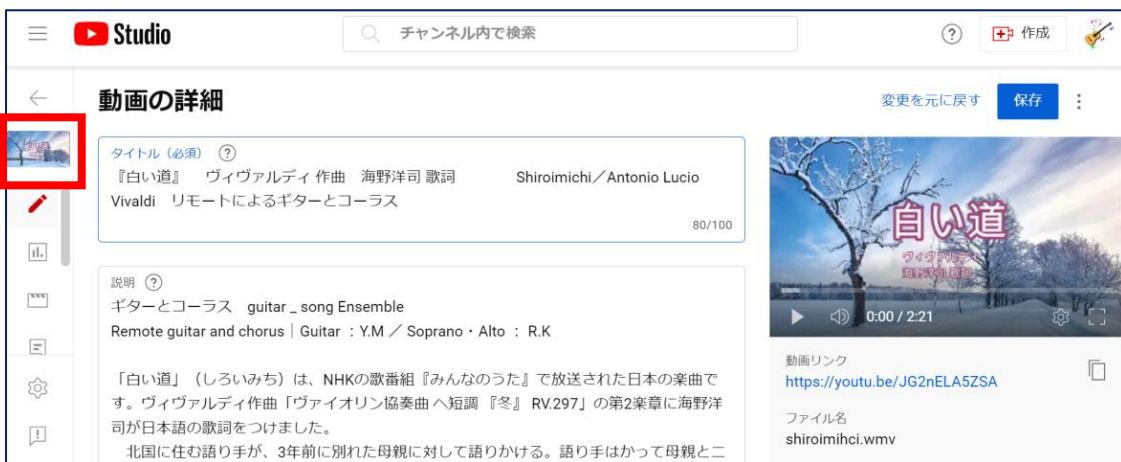 Studio
チャンネル内で検索
作成
動画の詳細
変更を元に戻す
保存
タイトル（必須）
『白い道』　ヴィヴァルディ 作曲　海野洋司 歌詞　　　Shiroimichi／Antonio Lucio
Vivaldi　リモートによるギターとコーラス
80/100
説明
ギターとコーラス　guitar _ song Ensemble
Remote guitar and chorus｜Guitar ：Y.M ／ Soprano・Alto ： R.K
「白い道」（しろいみち）は、NHKの歌番組『みんなのうた』で放送された日本の楽曲で
す。ヴィヴァルディ作曲「ヴァイオリン協奏曲 ヘ短調 『冬』 RV.297」の第2楽章に海野洋
司が日本語の歌詞をつけました。
北国に住む語り手が、3年前に別れた母親に対して語りかける。語り手はかつて母親と二
白い道
ヴィヴァルディ
海野洋司 歌詞
0:00 / 2:21
動画リンク
https://youtu.be/JG2nELA5ZSA
ファイル名
shiroimihci.wmv